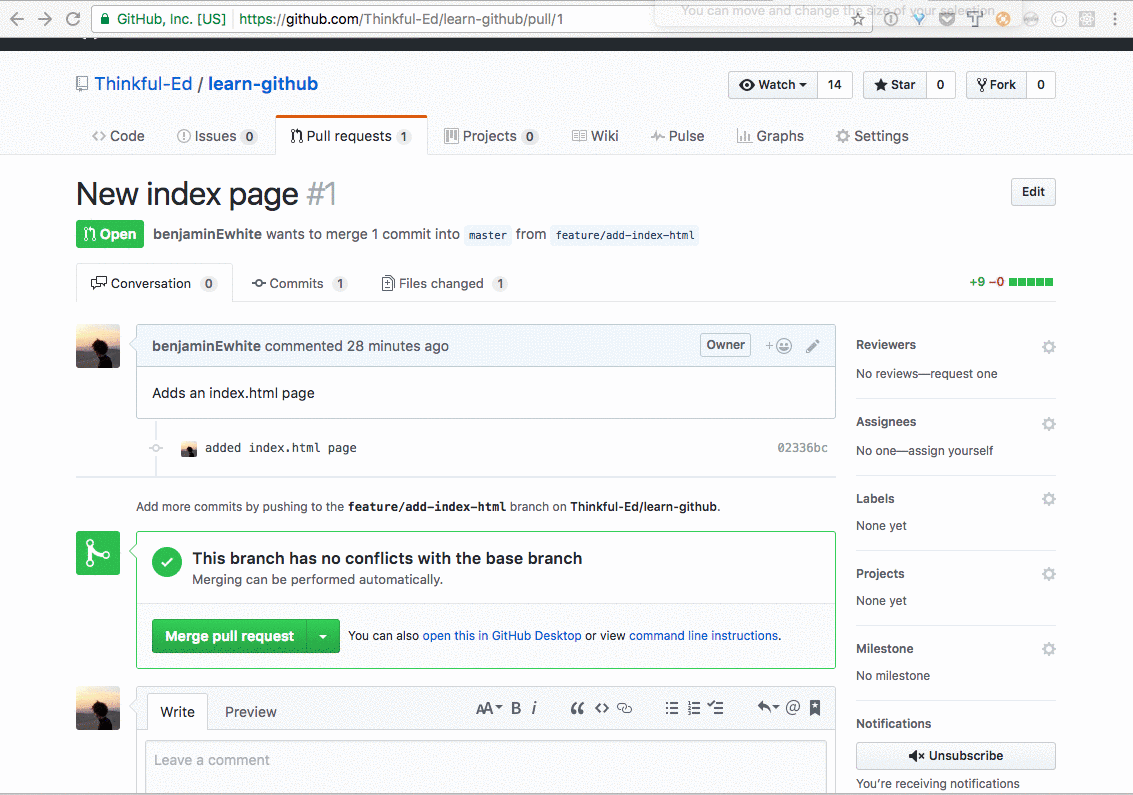 GitHub, Inc. [US] https://github.com/Thinkful-Ed/learn-github/pull/1
You can move and change the size of your selection
Thinkful-Ed / learn-github
Watch 14 Star 0 Fork 0
Code Issues 0 Pull requests 1 Projects 0 Wiki Pulse Graphs Settings
New index page #1
Edit
Open benjaminEwhite wants to merge 1 commit into master from feature/add-index-html
Conversation 0 Commits 1 Files changed 1 +9 −0
benjaminEwhite commented 28 minutes ago Owner
Adds an index.html page
added index.html page 02336bc
Add more commits by pushing to the feature/add-index-html branch on Thinkful-Ed/learn-github.
This branch has no conflicts with the base branch
Merging can be performed automatically.
Merge pull request You can also open this in GitHub Desktop or view command line instructions.
Write Preview AA B i
Leave a comment
Reviewers
No reviews—request one
Assignees
No one—assign yourself
Labels
None yet
Projects
None yet
Milestone
No milestone
Notifications
Unsubscribe
You’re receiving notifications